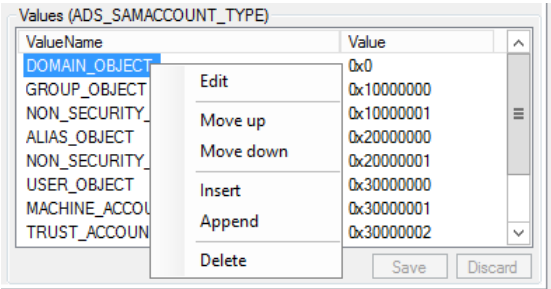 Values (ADS_SAMACCOUNT_TYPE)
ValueName Value
DOMAIN_OBJECT 0x0
GROUP_OBJECT 0x10000000
NON_SECURITY_ 0x10000001
ALIAS_OBJECT 0x20000000
NON_SECURITY_ 0x20000001
USER_OBJECT 0x30000000
MACHINE_ACCOU 0x30000001
TRUST_ACCOUN 0x30000002
Edit
Move up
Move down
Insert
Append
Delete
Save Discard